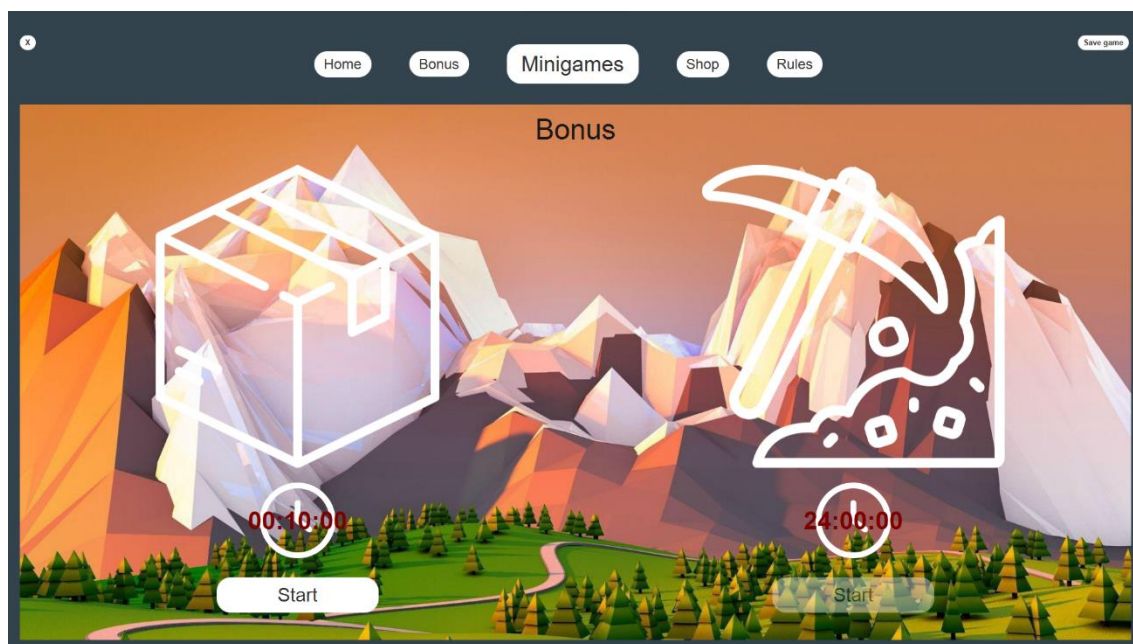 X
Save game
Home Bonus Minigames Shop Rules
Bonus
00:10:00 24:00:00
Start Start